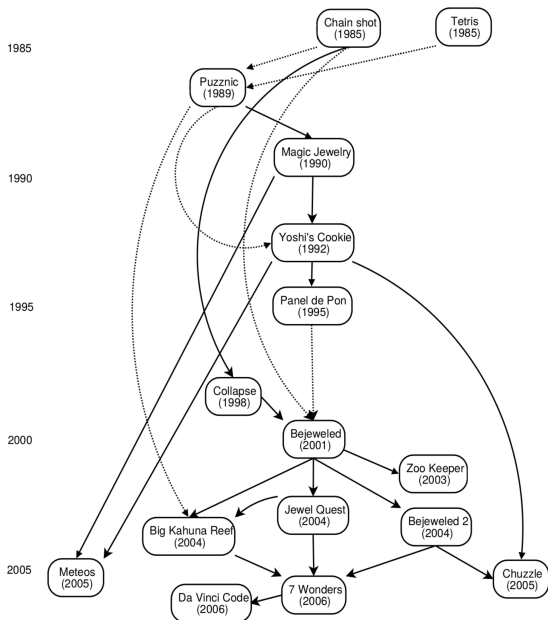 Chain shot
(1985)
Tetris
(1985)
1985
Puzznic
(1989)
Magic Jewelry
(1990)
1990
Yoshi's Cookie
(1992)
Panel de Pon
(1995)
1995
Collapse
(1998)
Bejeweled
(2001)
2000
Zoo Keeper
(2003)
Jewel Quest
(2004)
Big Kahuna Reef
(2004)
Bejeweled 2
(2004)
2005
Meteos
(2005)
Chuzzle
(2005)
Da Vinci Code
(2006)
7 Wonders
(2006)